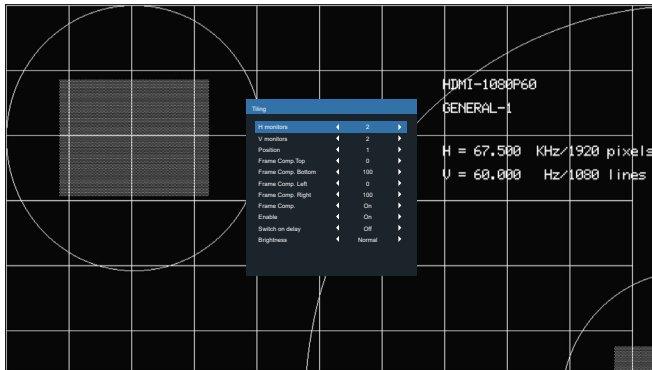 HDMI-1080P60
GENERAL-1
H = 67.500 KHz/1920 pixels
V = 60.000 Hz/1080 lines
Tiling
H monitors 2
V monitors 2
Position 1
Frame Comp.Top 0
Frame Comp. Bottom 100
Frame Comp. Left 0
Frame Comp. Right 100
Frame Comp. On
Enable On
Switch on delay Off
Brightness Normal